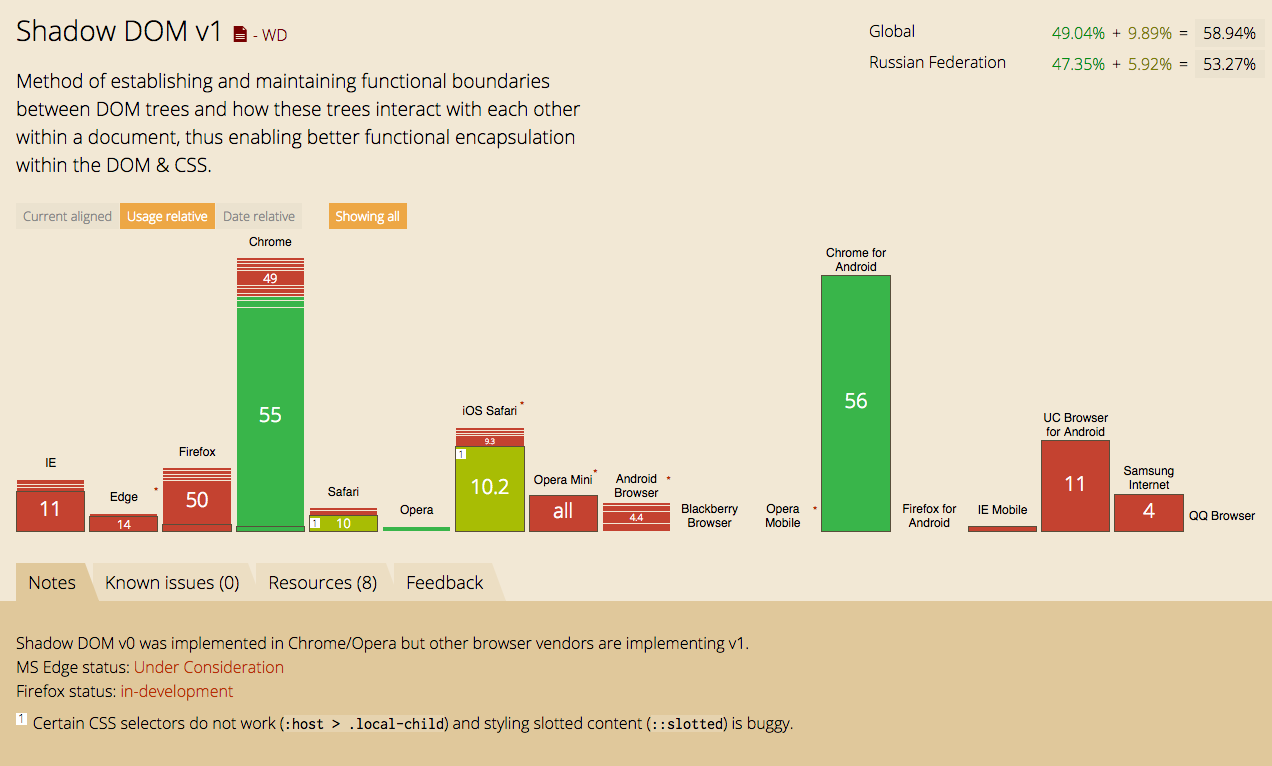 Shadow DOM v1 - WD
Global 49.04% + 9.89% = 58.94%
Russian Federation 47.35% + 5.92% = 53.27%
Method of establishing and maintaining functional boundaries
between DOM trees and how these trees interact with each other
within a document, thus enabling better functional encapsulation
within the DOM & CSS.
Current aligned Usage relative Date relative Showing all
IE
11
Edge *
14
Firefox
50
Chrome
49
55
Safari
1 10
Opera
iOS Safari *
9.3
1
10.2
Opera Mini *
all
Android
Browser *
4.4
Blackberry
Browser
Opera
Mobile *
Chrome for
Android
56
Firefox for
Android
IE Mobile
UC Browser
for Android
11
Samsung
Internet
4
QQ Browser
Notes Known issues (0) Resources (8) Feedback
Shadow DOM v0 was implemented in Chrome/Opera but other browser vendors are implementing v1.
MS Edge status: Under Consideration
Firefox status: in-development
1 Certain CSS selectors do not work (:host > .local-child) and styling slotted content (::slotted) is buggy.